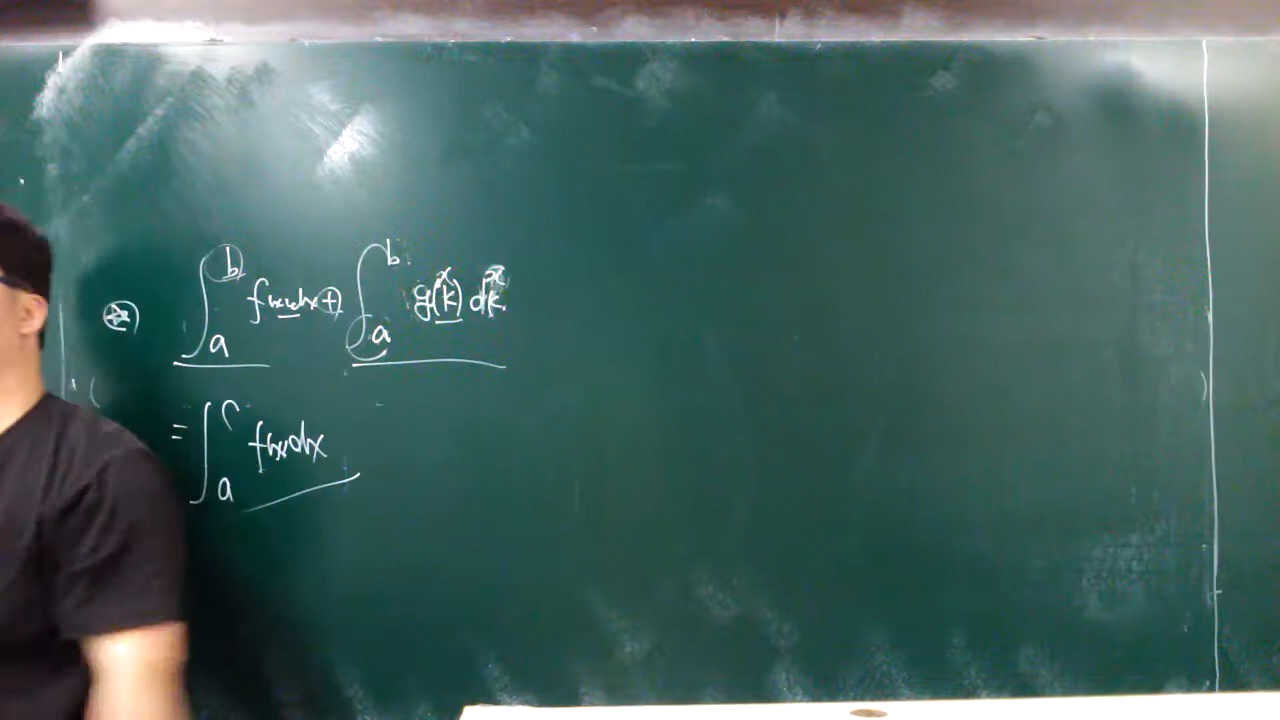 ∫_a^b f(x)dx + ∫_a^b g(k)dk
x x
= ∫_a^c f(x)dx